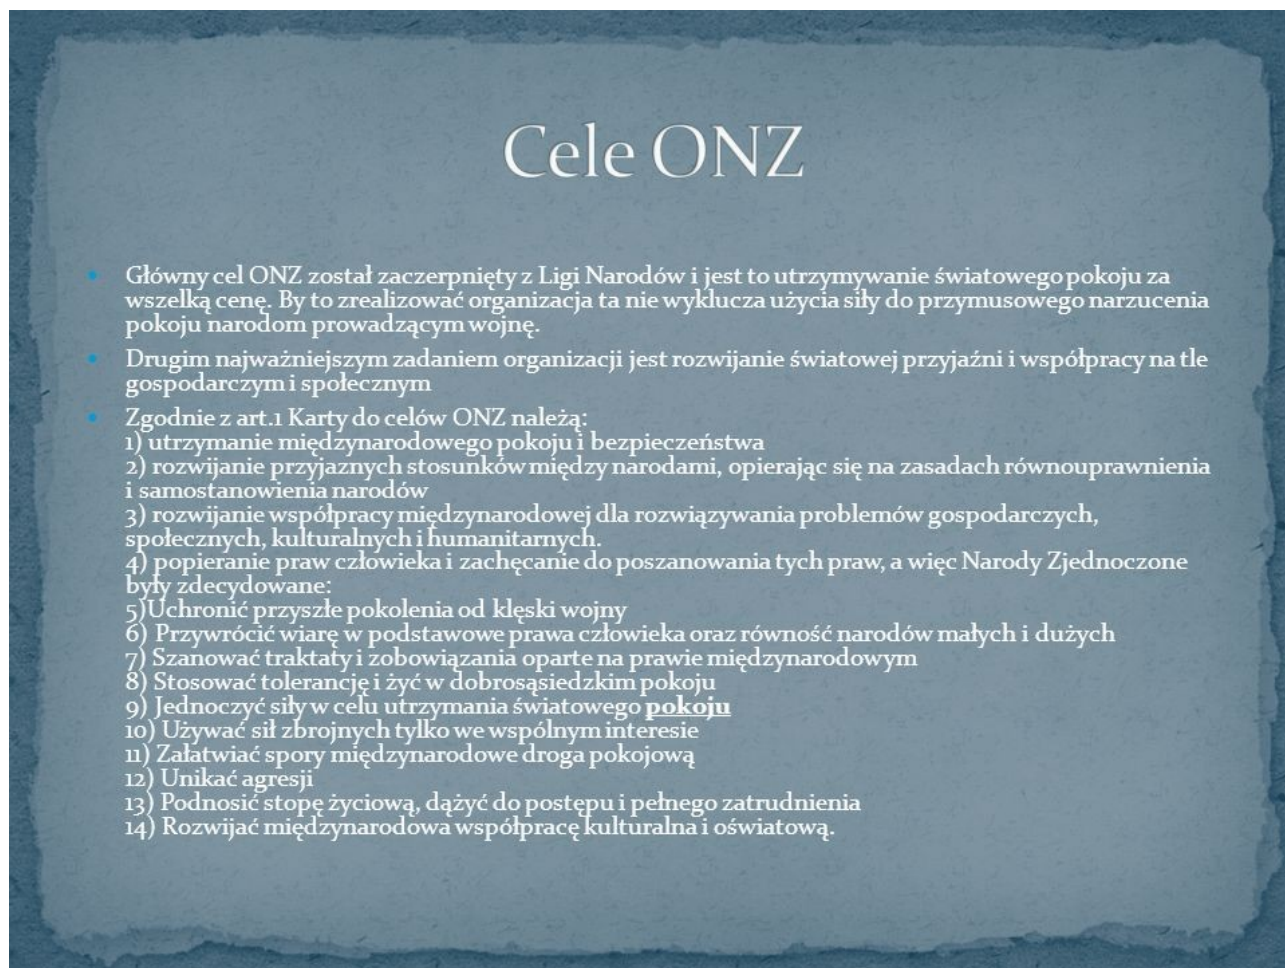 Cele ONZ
Główny cel ONZ został zaczerpnięty z Ligi Narodów i jest to utrzymywanie światowego pokoju za
wszelką cenę. By to zrealizować organizacja ta nie wyklucza użycia siły do przymusowego narzucenia
pokoju narodom prowadzącym wojnę.
Drugim najważniejszym zadaniem organizacji jest rozwijanie światowej przyjaźni i współpracy na tle
gospodarczym i społecznym
Zgodnie z art.1 Karty do celów ONZ należą:
1) utrzymanie międzynarodowego pokoju i bezpieczeństwa
2) rozwijanie przyjaznych stosunków między narodami, opierając się na zasadach równouprawnienia
i samostanowienia narodów
3) rozwijanie współpracy międzynarodowej dla rozwiązywania problemów gospodarczych,
społecznych, kulturalnych i humanitarnych.
4) popieranie praw człowieka i zachęcanie do poszanowania tych praw, a więc Narody Zjednoczone
były zdecydowane:
5)Uchronić przyszłe pokolenia od klęski wojny
6) Przywrócić wiarę w podstawowe prawa człowieka oraz równość narodów małych i dużych
7) Szanować traktaty i zobowiązania oparte na prawie międzynarodowym
8) Stosować tolerancję i żyć w dobrosąsiedzkim pokoju
9) Jednoczyć siły w celu utrzymania światowego pokoju
10) Używać sił zbrojnych tylko we wspólnym interesie
11) Załatwiać spory międzynarodowe droga pokojową
12) Unikać agresji
13) Podnosić stopę życiową, dążyć do postępu i pełnego zatrudnienia
14) Rozwijać międzynarodowa współpracę kulturalna i oświatową.